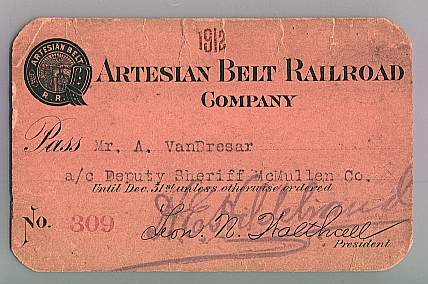 1912
ARTESIAN BELT
R.R.
ARTESIAN BELT RAILROAD
COMPANY
Pass Mr. A. VanDresar
a/c Deputy Sheriff McMullen Co.
Until Dec. 31st unless otherwise ordered
No. 309
President